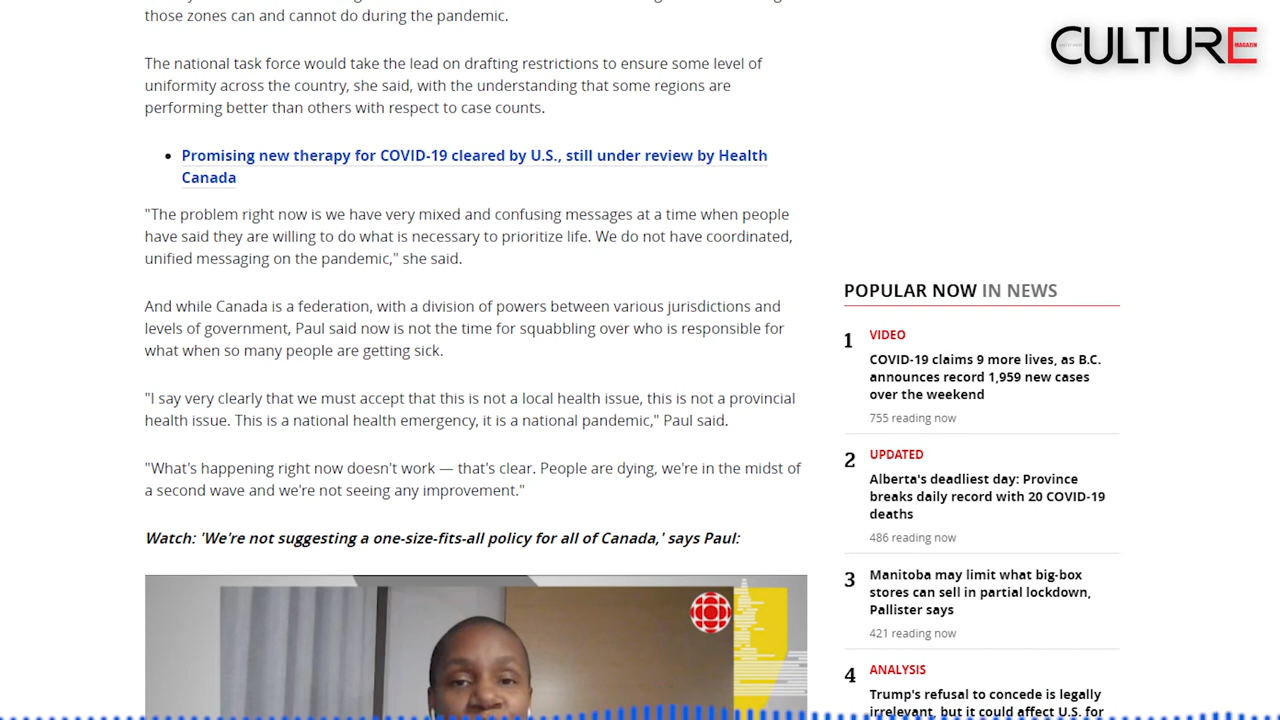 those zones can and cannot do during the pandemic.
The national task force would take the lead on drafting restrictions to ensure some level of
uniformity across the country, she said, with the understanding that some regions are
performing better than others with respect to case counts.
• Promising new therapy for COVID-19 cleared by U.S., still under review by Health
Canada
"The problem right now is we have very mixed and confusing messages at a time when people
have said they are willing to do what is necessary to prioritize life. We do not have coordinated,
unified messaging on the pandemic," she said.
And while Canada is a federation, with a division of powers between various jurisdictions and
levels of government, Paul said now is not the time for squabbling over who is responsible for
what when so many people are getting sick.
"I say very clearly that we must accept that this is not a local health issue, this is not a provincial
health issue. This is a national health emergency, it is a national pandemic," Paul said.
"What's happening right now doesn't work — that's clear. People are dying, we're in the midst of
a second wave and we're not seeing any improvement."
Watch: 'We're not suggesting a one-size-fits-all policy for all of Canada,' says Paul:
CULTURE
MAGAZIN
POPULAR NOW IN NEWS
1 VIDEO
COVID-19 claims 9 more lives, as B.C.
announces record 1,959 new cases
over the weekend
755 reading now
2 UPDATED
Alberta's deadliest day: Province
breaks daily record with 20 COVID-19
deaths
486 reading now
3 Manitoba may limit what big-box
stores can sell in partial lockdown,
Pallister says
421 reading now
4 ANALYSIS
Trump's refusal to concede is legally
irrelevant, but it could affect U.S. for